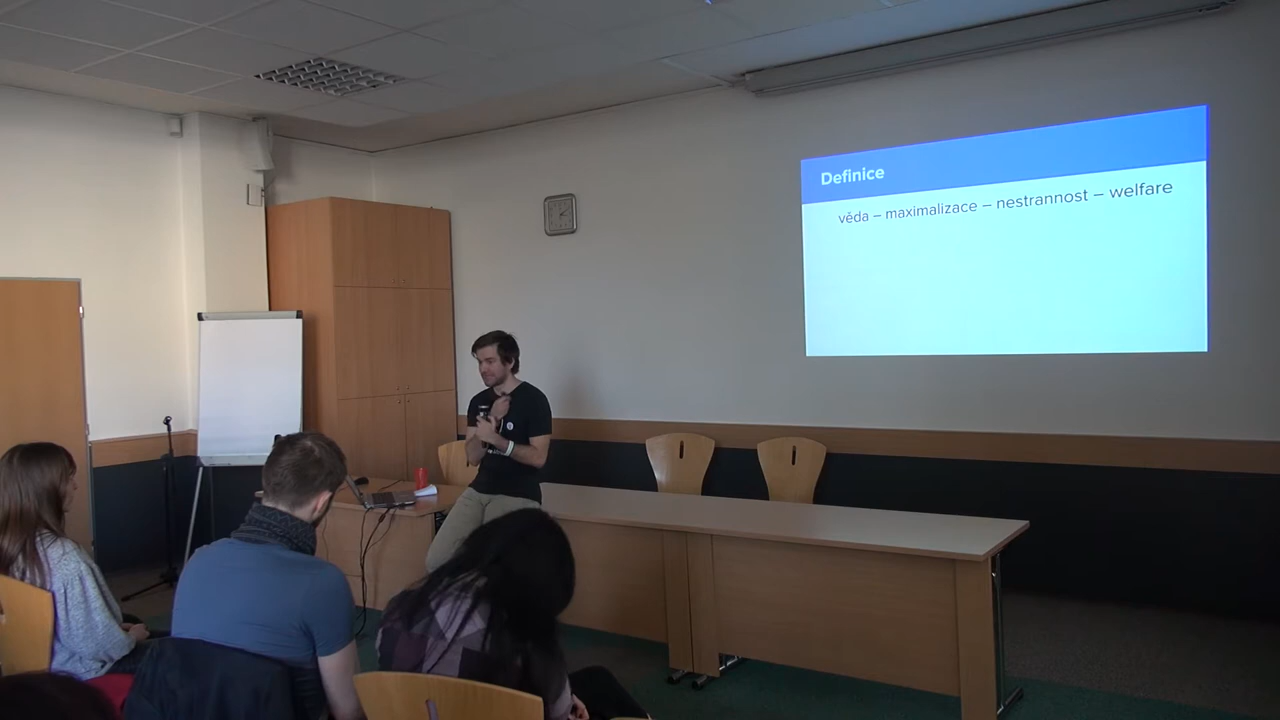 Definice
věda – maximalizace – nestrannost – welfare